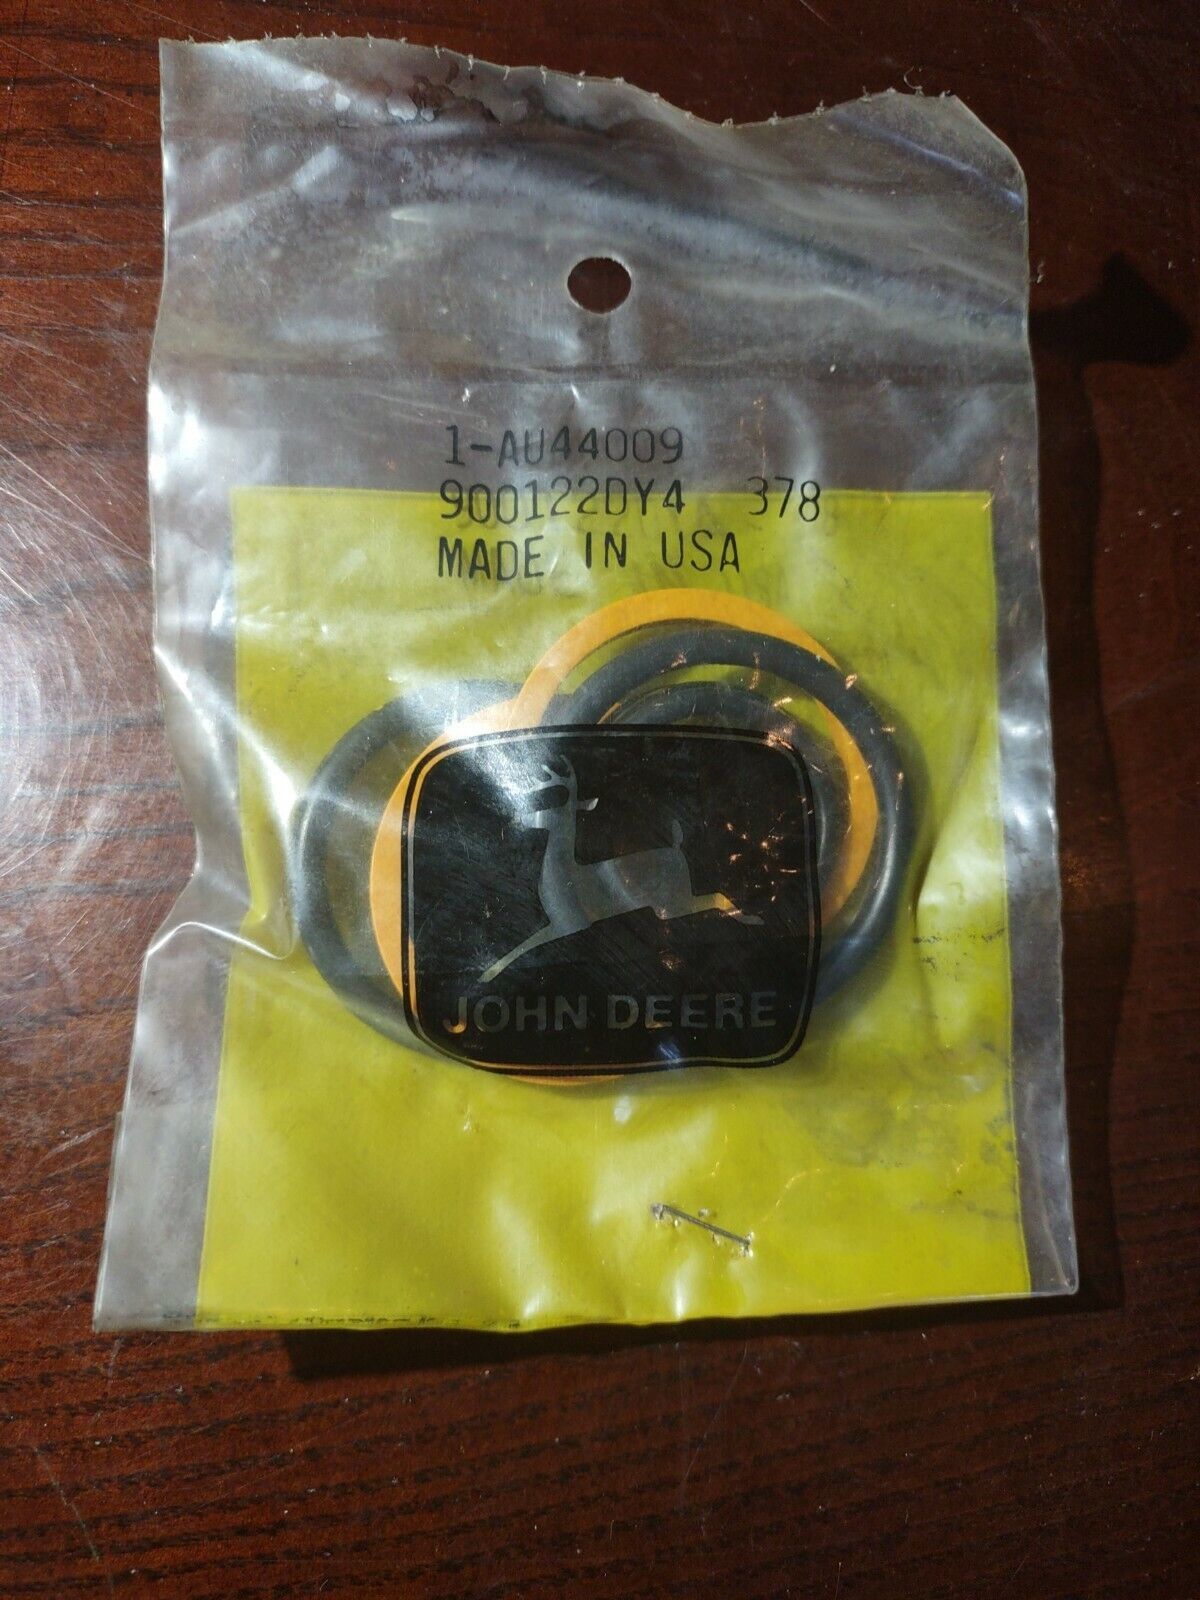 1-AU44009
900122DY4 378
MADE IN USA
JOHN DEERE